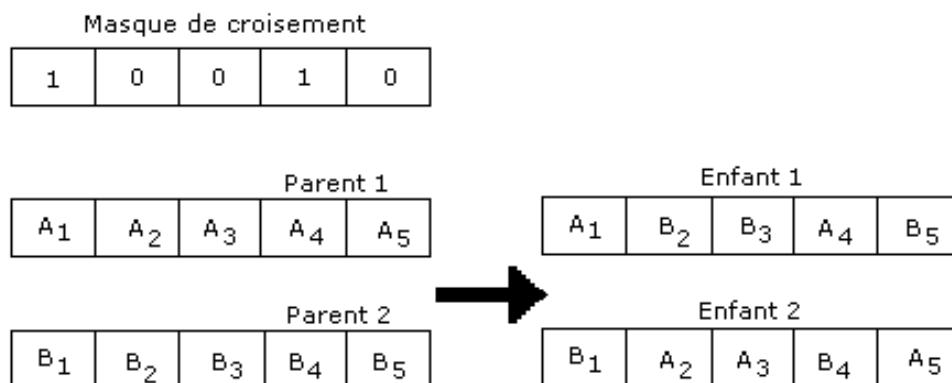 Masque de croisement
1 0 0 1 0
Parent 1
A1 A2 A3 A4 A5
Enfant 1
A1 B2 B3 A4 B5
Parent 2
B1 B2 B3 B4 B5
Enfant 2
B1 A2 A3 B4 A5